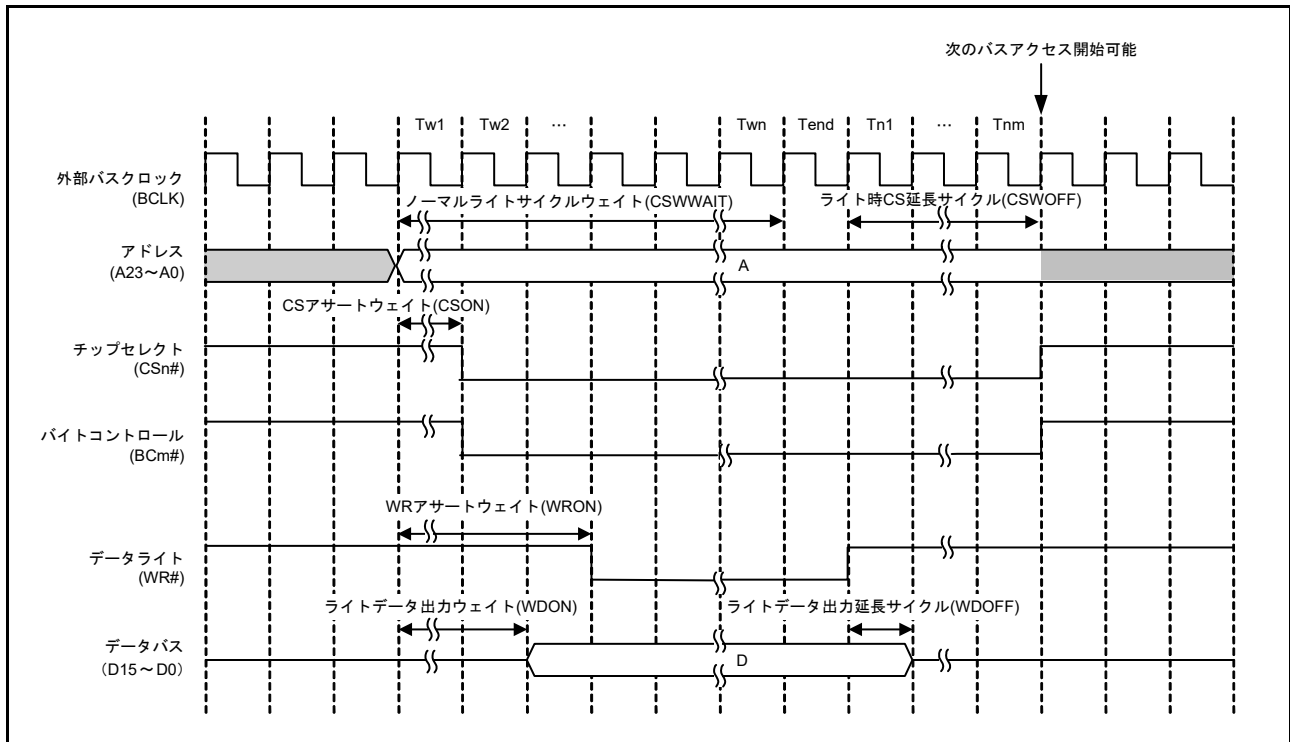 次のバスアクセス開始可能
Tw1 Tw2 … Twn Tend Tn1 … Tnm
外部バスクロック
(BCLK)
ノーマルライトサイクルウェイト(CSWWAIT)
ライト時CS延長サイクル(CSWOFF)
アドレス
(A23～A0)
A
CSアサートウェイト(CSON)
チップセレクト
(CSn#)
バイトコントロール
(BCm#)
WRアサートウェイト(WRON)
データライト
(WR#)
ライトデータ出力ウェイト(WDON)
ライトデータ出力延長サイクル(WDOFF)
データバス
（D15～D0）
D